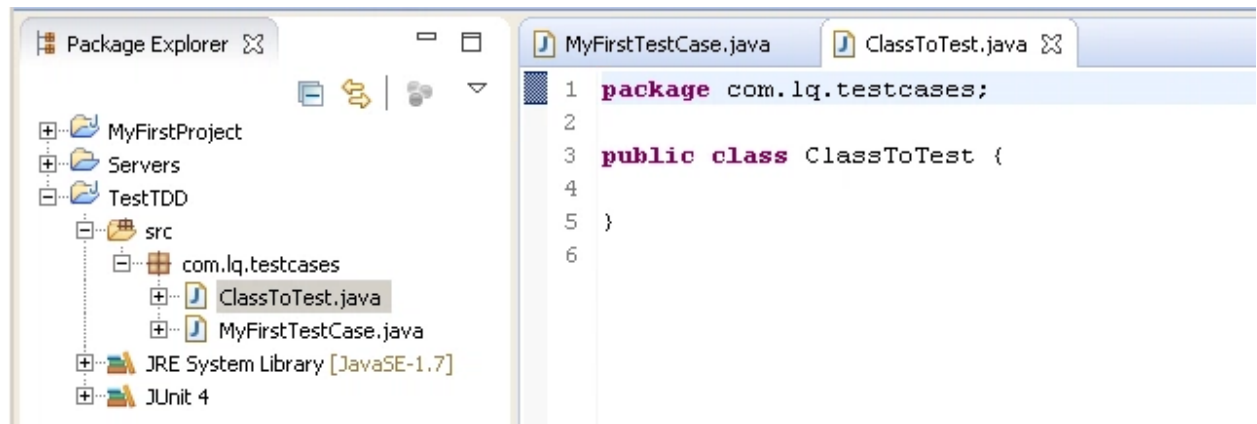 Package Explorer
MyFirstProject
Servers
TestTDD
src
com.lq.testcases
ClassToTest.java
MyFirstTestCase.java
JRE System Library [JavaSE-1.7]
JUnit 4
MyFirstTestCase.java
ClassToTest.java
1 package com.lq.testcases;
2
3 public class ClassToTest {
4
5 }
6